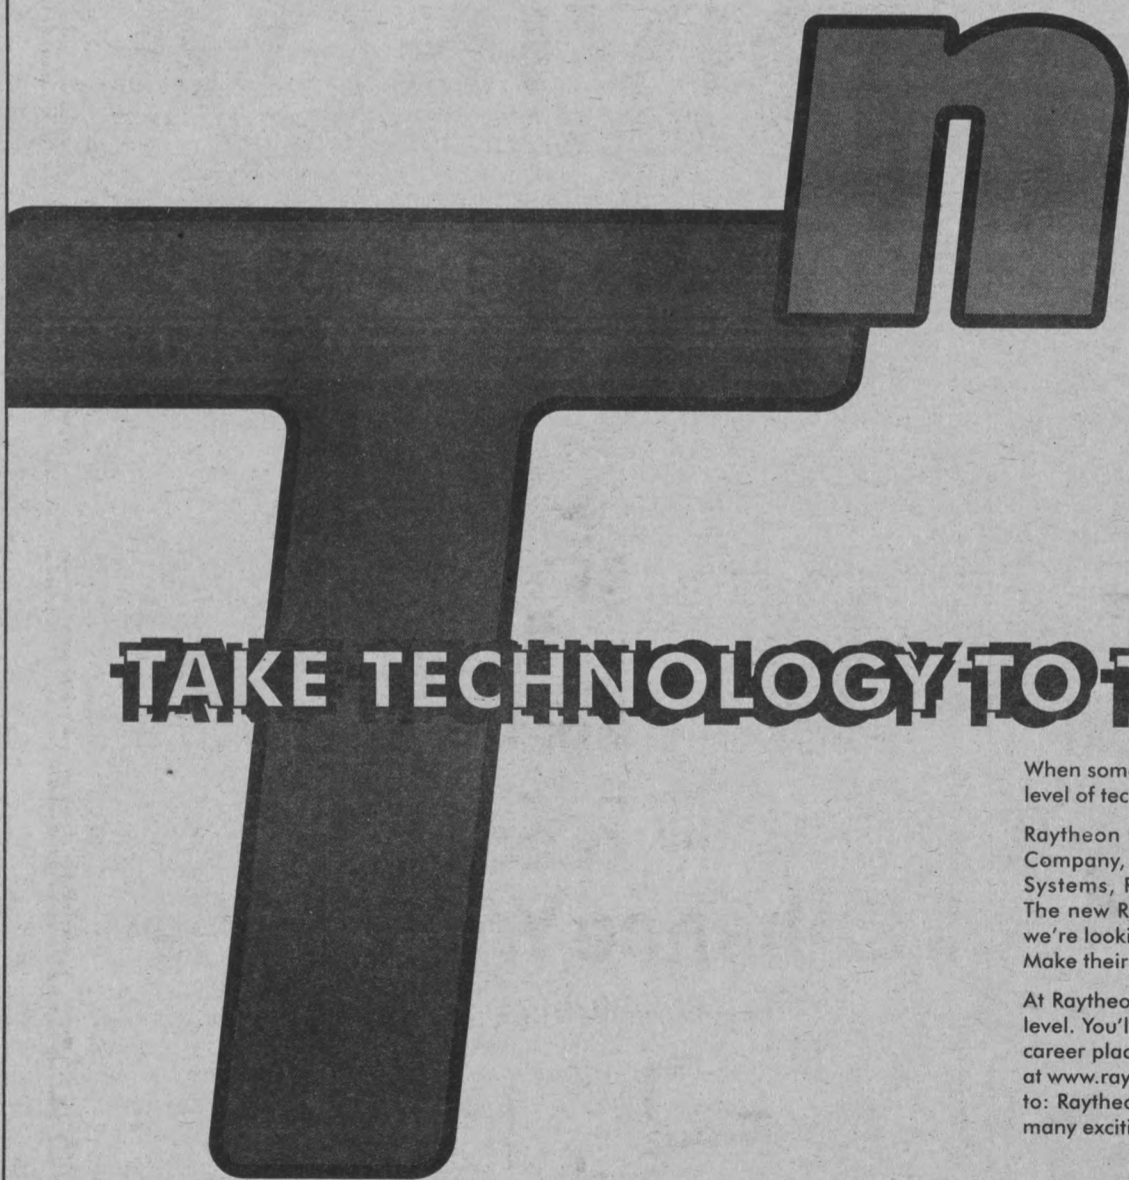 n
T
TAKE TECHNOLOGY TO
When som
level of tec
Raytheon
Company,
Systems,
The new R
we're looki
Make their
At Raytheo
level. You'l
career plac
at www.ray
to: Raytheo
many exciti